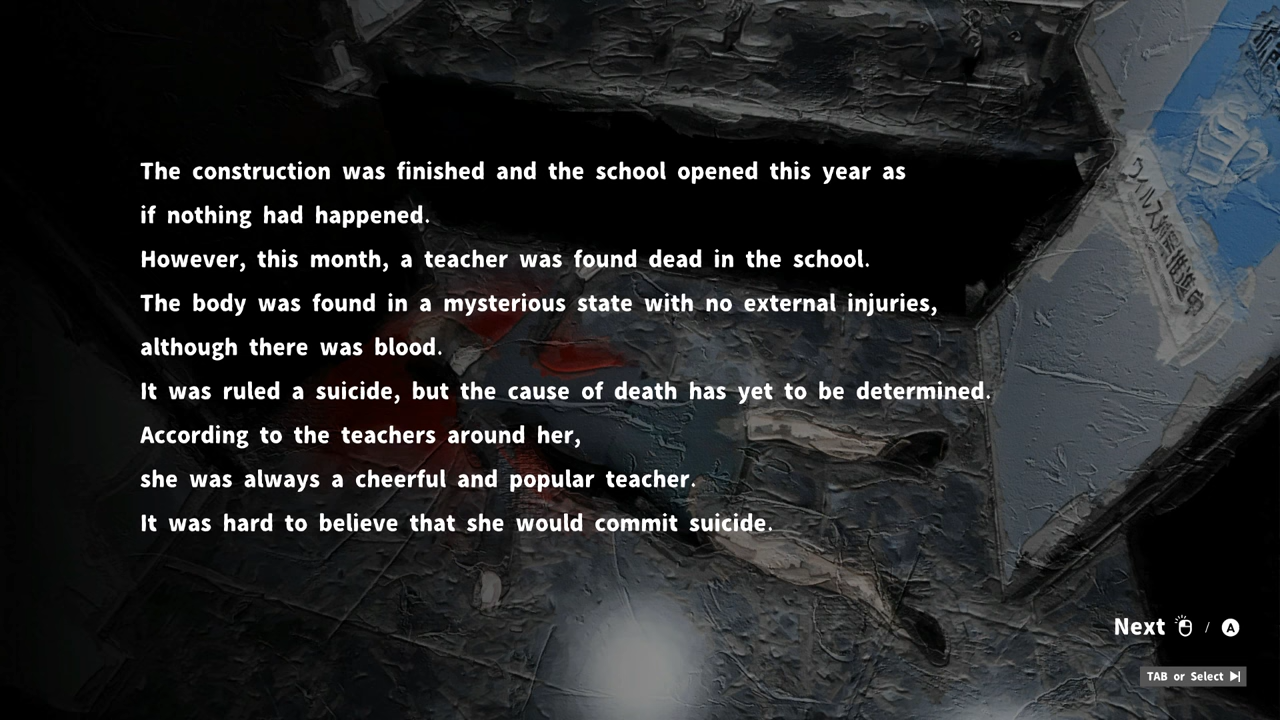 The construction was finished and the school opened this year as
if nothing had happened.
However, this month, a teacher was found dead in the school.
The body was found in a mysterious state with no external injuries,
although there was blood.
It was ruled a suicide, but the cause of death has yet to be determined.
According to the teachers around her,
she was always a cheerful and popular teacher.
It was hard to believe that she would commit suicide.
Next / A
TAB or Select